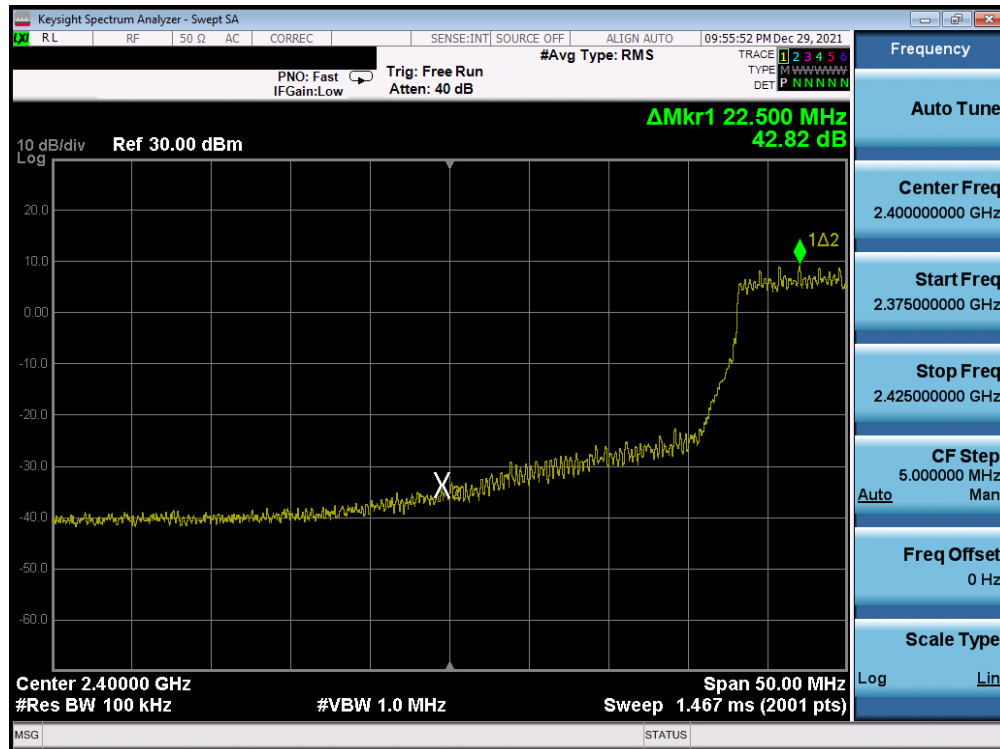 Keysight Spectrum Analyzer - Swept SA
LXI RL RF 50 Ω AC CORREC SENSE:INT SOURCE OFF ALIGN AUTO 09:55:52 PM Dec 29, 2021
#Avg Type: RMS
TRACE 1 2 3 4 5 6
TYPE M WWWWW
DET P N N N N N
PNO: Fast
IFGain:Low
Trig: Free Run
Atten: 40 dB
ΔMkr1 22.500 MHz
42.82 dB
10 dB/div
Log
Ref 30.00 dBm
20.0
10.0
0.00
-10.0
-20.0
-30.0
-40.0
-50.0
-60.0
1Δ2
Center 2.40000 GHz
Span 50.00 MHz
#Res BW 100 kHz
#VBW 1.0 MHz
Sweep 1.467 ms (2001 pts)
MSG
STATUS
Frequency
Auto Tune
Center Freq
2.400000000 GHz
Start Freq
2.375000000 GHz
Stop Freq
2.425000000 GHz
CF Step
5.000000 MHz
Auto Man
Freq Offset
0 Hz
Scale Type
Log Lin